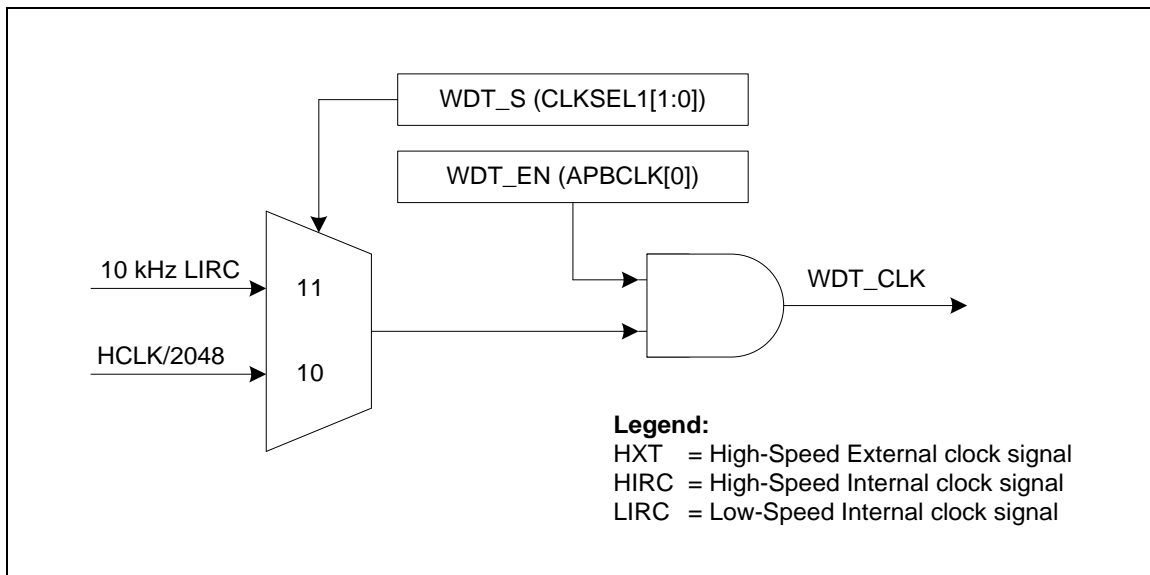 WDT_S (CLKSEL1[1:0])
WDT_EN (APBCLK[0])
10 kHz LIRC
11
WDT_CLK
HCLK/2048
10
Legend:
HXT = High-Speed External clock signal
HIRC = High-Speed Internal clock signal
LIRC = Low-Speed Internal clock signal